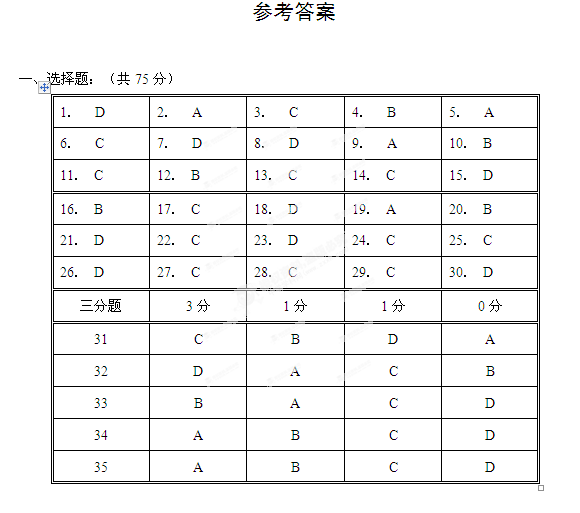 参考答案
一、选择题：（共 75 分）
1. D 2. A 3. C 4. B 5. A
6. C 7. D 8. D 9. A 10. B
11. C 12. B 13. C 14. C 15. D
16. B 17. C 18. D 19. A 20. B
21. D 22. C 23. D 24. C 25. C
26. D 27. C 28. C 29. C 30. D
三分题 3 分 1 分 1 分 0 分
31 C B D A
32 D A C B
33 B A C D
34 A B C D
35 A B C D